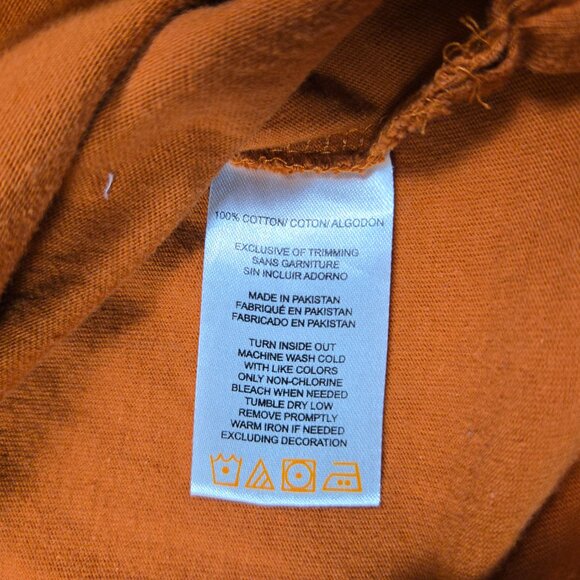 100% COTTON/ COTON/ ALGODON
EXCLUSIVE OF TRIMMING
SANS GARNITURE
SIN INCLUIR ADORNO
MADE IN PAKISTAN
FABRIQUÉ EN PAKISTAN
FABRICADO EN PAKISTAN
TURN INSIDE OUT
MACHINE WASH COLD
WITH LIKE COLORS
ONLY NON-CHLORINE
BLEACH WHEN NEEDED
TUMBLE DRY LOW
REMOVE PROMPTLY
WARM IRON IF NEEDED
EXCLUDING DECORATION